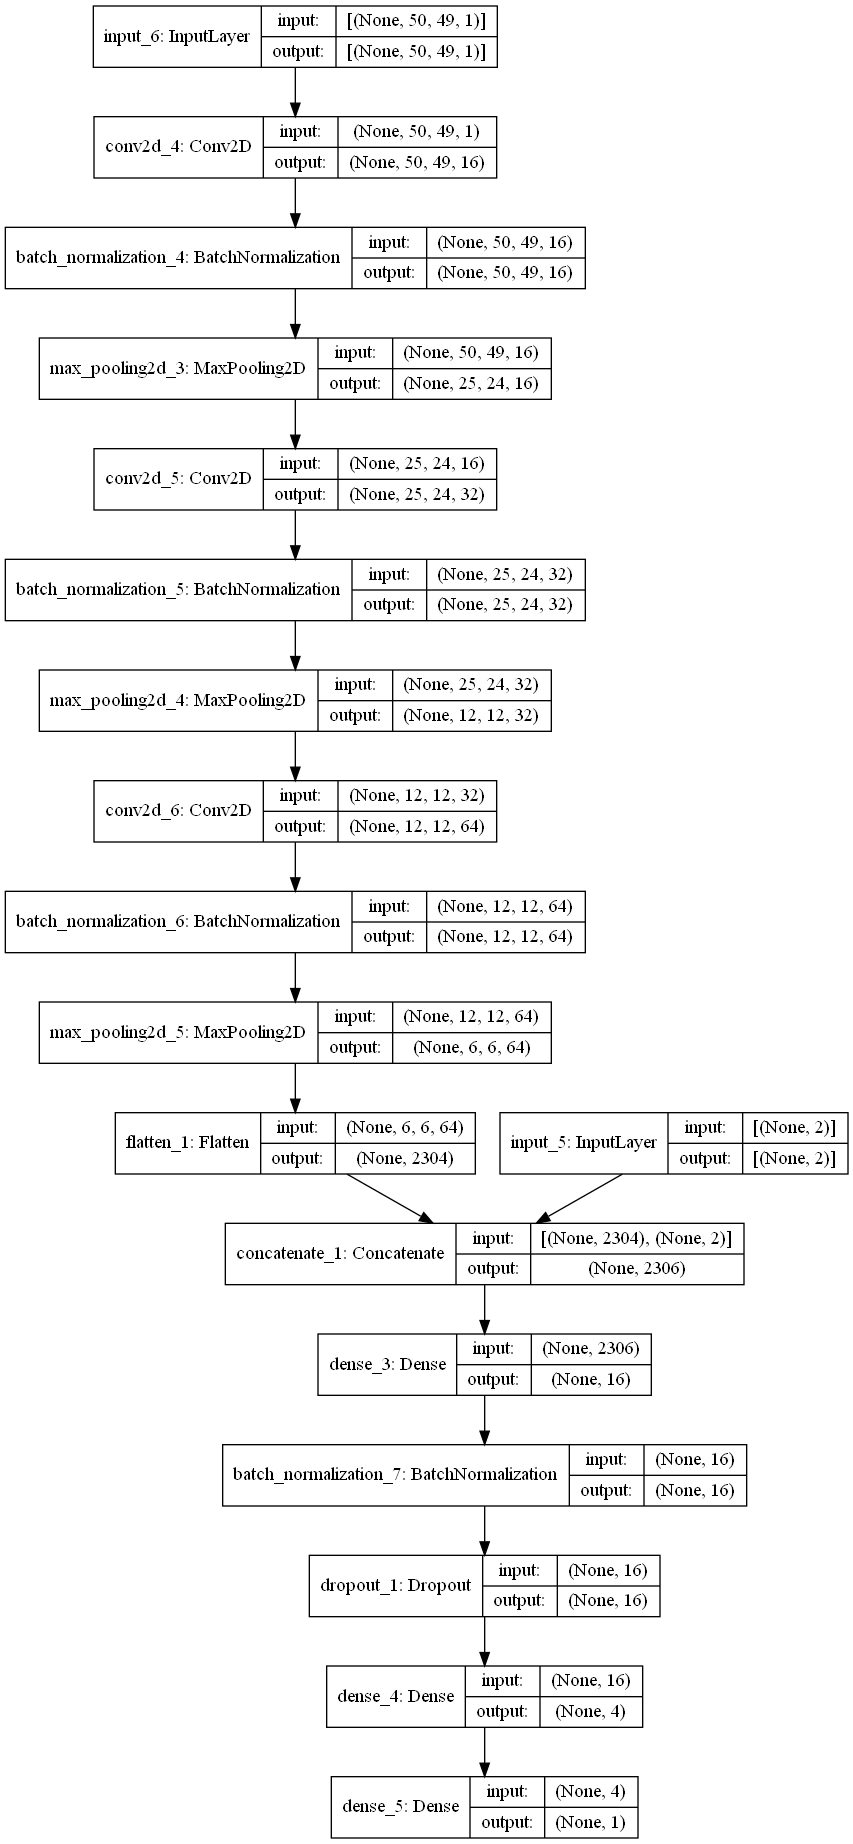 input_6: InputLayer
input: [(None, 50, 49, 1)]
output: [(None, 50, 49, 1)]
conv2d_4: Conv2D
input: (None, 50, 49, 1)
output: (None, 50, 49, 16)
batch_normalization_4: BatchNormalization
input: (None, 50, 49, 16)
output: (None, 50, 49, 16)
max_pooling2d_3: MaxPooling2D
input: (None, 50, 49, 16)
output: (None, 25, 24, 16)
conv2d_5: Conv2D
input: (None, 25, 24, 16)
output: (None, 25, 24, 32)
batch_normalization_5: BatchNormalization
input: (None, 25, 24, 32)
output: (None, 25, 24, 32)
max_pooling2d_4: MaxPooling2D
input: (None, 25, 24, 32)
output: (None, 12, 12, 32)
conv2d_6: Conv2D
input: (None, 12, 12, 32)
output: (None, 12, 12, 64)
batch_normalization_6: BatchNormalization
input: (None, 12, 12, 64)
output: (None, 12, 12, 64)
max_pooling2d_5: MaxPooling2D
input: (None, 12, 12, 64)
output: (None, 6, 6, 64)
flatten_1: Flatten
input: (None, 6, 6, 64)
output: (None, 2304)
input_5: InputLayer
input: [(None, 2)]
output: [(None, 2)]
concatenate_1: Concatenate
input: [(None, 2304), (None, 2)]
output: (None, 2306)
dense_3: Dense
input: (None, 2306)
output: (None, 16)
batch_normalization_7: BatchNormalization
input: (None, 16)
output: (None, 16)
dropout_1: Dropout
input: (None, 16)
output: (None, 16)
dense_4: Dense
input: (None, 16)
output: (None, 4)
dense_5: Dense
input: (None, 4)
output: (None, 1)